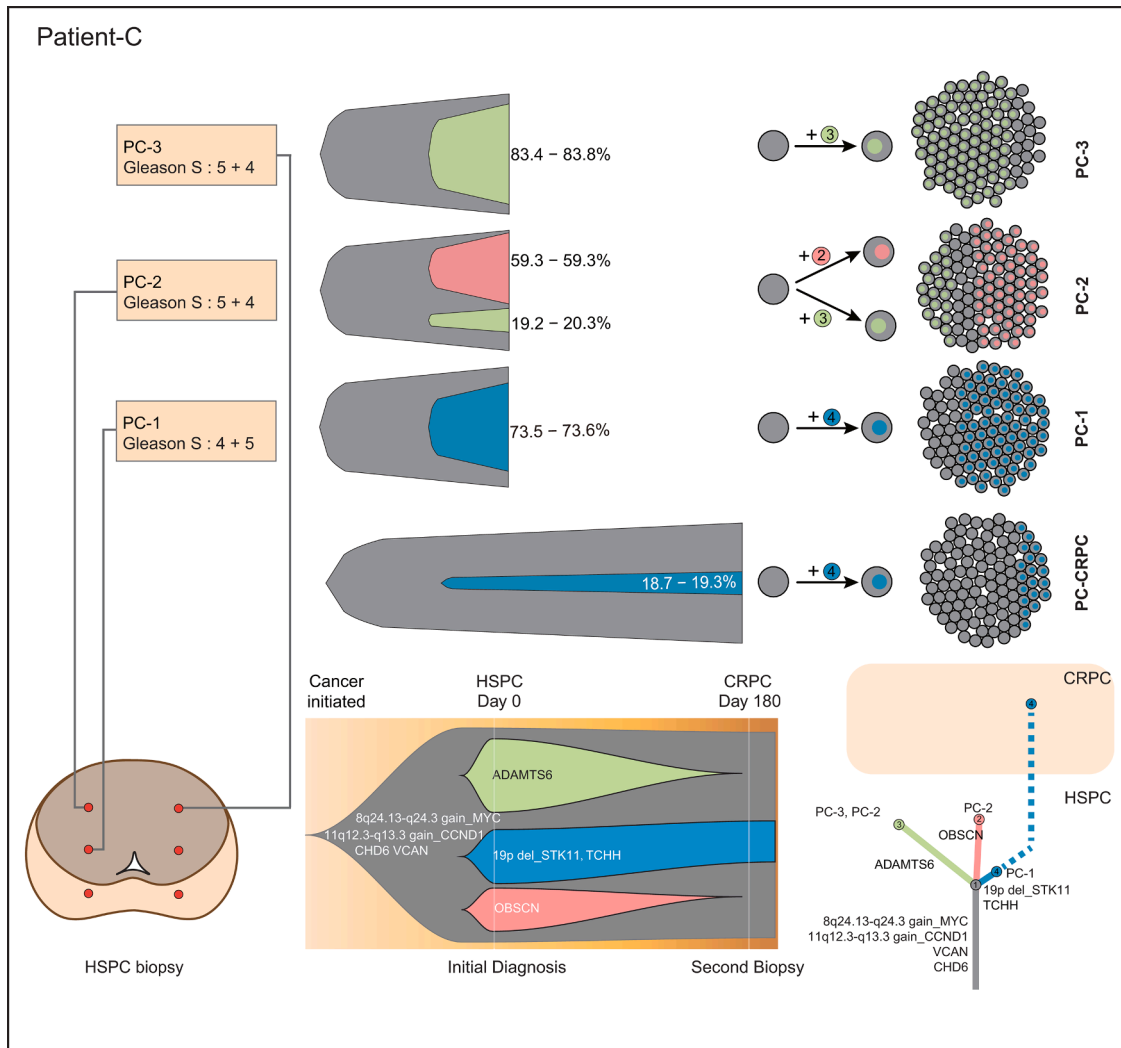 Patient-C
PC-3
Gleason S : 5 + 4
83.4 – 83.8%
+ 3
PC-3
PC-2
Gleason S : 5 + 4
59.3 – 59.3%
19.2 – 20.3%
+ 2
+ 3
PC-2
PC-1
Gleason S : 4 + 5
73.5 – 73.6%
+ 4
PC-1
18.7 – 19.3%
+ 4
PC-CRPC
Cancer
initiated
HSPC
Day 0
CRPC
Day 180
ADAMTS6
8q24.13-q24.3 gain_MYC
11q12.3-q13.3 gain_CCND1
CHD6 VCAN
19p del_STK11, TCHH
OBSCN
Initial Diagnosis
Second Biopsy
HSPC biopsy
CRPC
4
HSPC
PC-3, PC-2
3
PC-2
2
OBSCN
ADAMTS6
4
PC-1
1
19p del_STK11
TCHH
8q24.13-q24.3 gain_MYC
11q12.3-q13.3 gain_CCND1
VCAN
CHD6